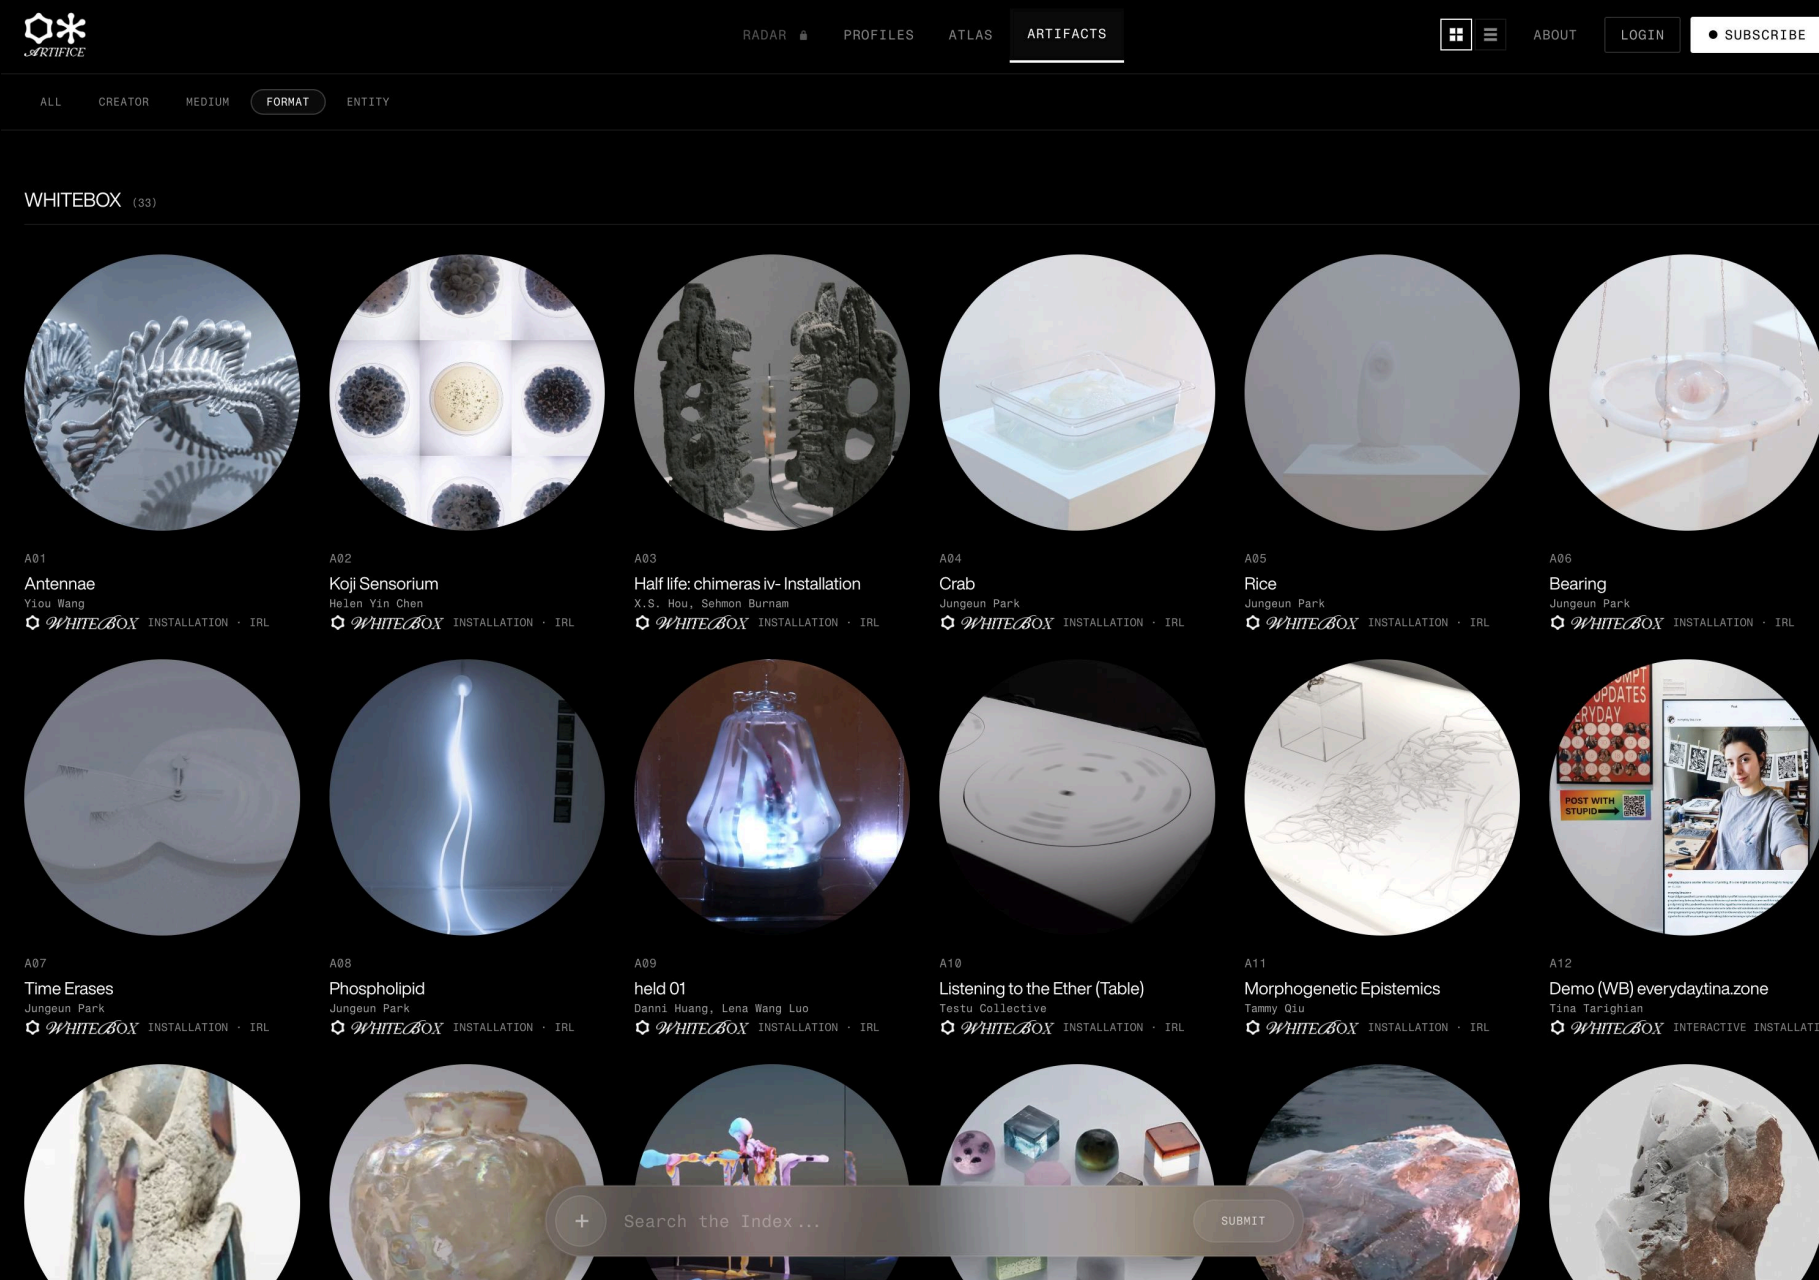 ARTIFICE
RADAR PROFILES ATLAS ARTIFACTS ABOUT LOGIN SUBSCRIBE
ALL CREATOR MEDIUM FORMAT ENTITY
WHITEBOX (33)
A01
Antennae
Yiou Wang
WHITEBOX INSTALLATION · IRL
A02
Koji Sensorium
Helen Yin Chen
WHITEBOX INSTALLATION · IRL
A03
Half life: chimeras iv- Installation
X.S. Hou, Sehmon Burnam
WHITEBOX INSTALLATION · IRL
A04
Crab
Jungeun Park
WHITEBOX INSTALLATION · IRL
A05
Rice
Jungeun Park
WHITEBOX INSTALLATION · IRL
A06
Bearing
Jungeun Park
WHITEBOX INSTALLATION · IRL
UPDATES
POST WITH
STUPID
A07
Time Erases
Jungeun Park
WHITEBOX INSTALLATION · IRL
A08
Phospholipid
Jungeun Park
WHITEBOX INSTALLATION · IRL
A09
held 01
Danni Huang, Lena Wang Luo
WHITEBOX INSTALLATION · IRL
A10
Listening to the Ether (Table)
Testu Collective
WHITEBOX INSTALLATION · IRL
A11
Morphogenetic Epistemics
Tammy Qiu
WHITEBOX INSTALLATION · IRL
A12
Demo (WB) everyday.tina.zone
Tina Tarighian
WHITEBOX INTERACTIVE INSTALLATI
Search the Index...
SUBMIT